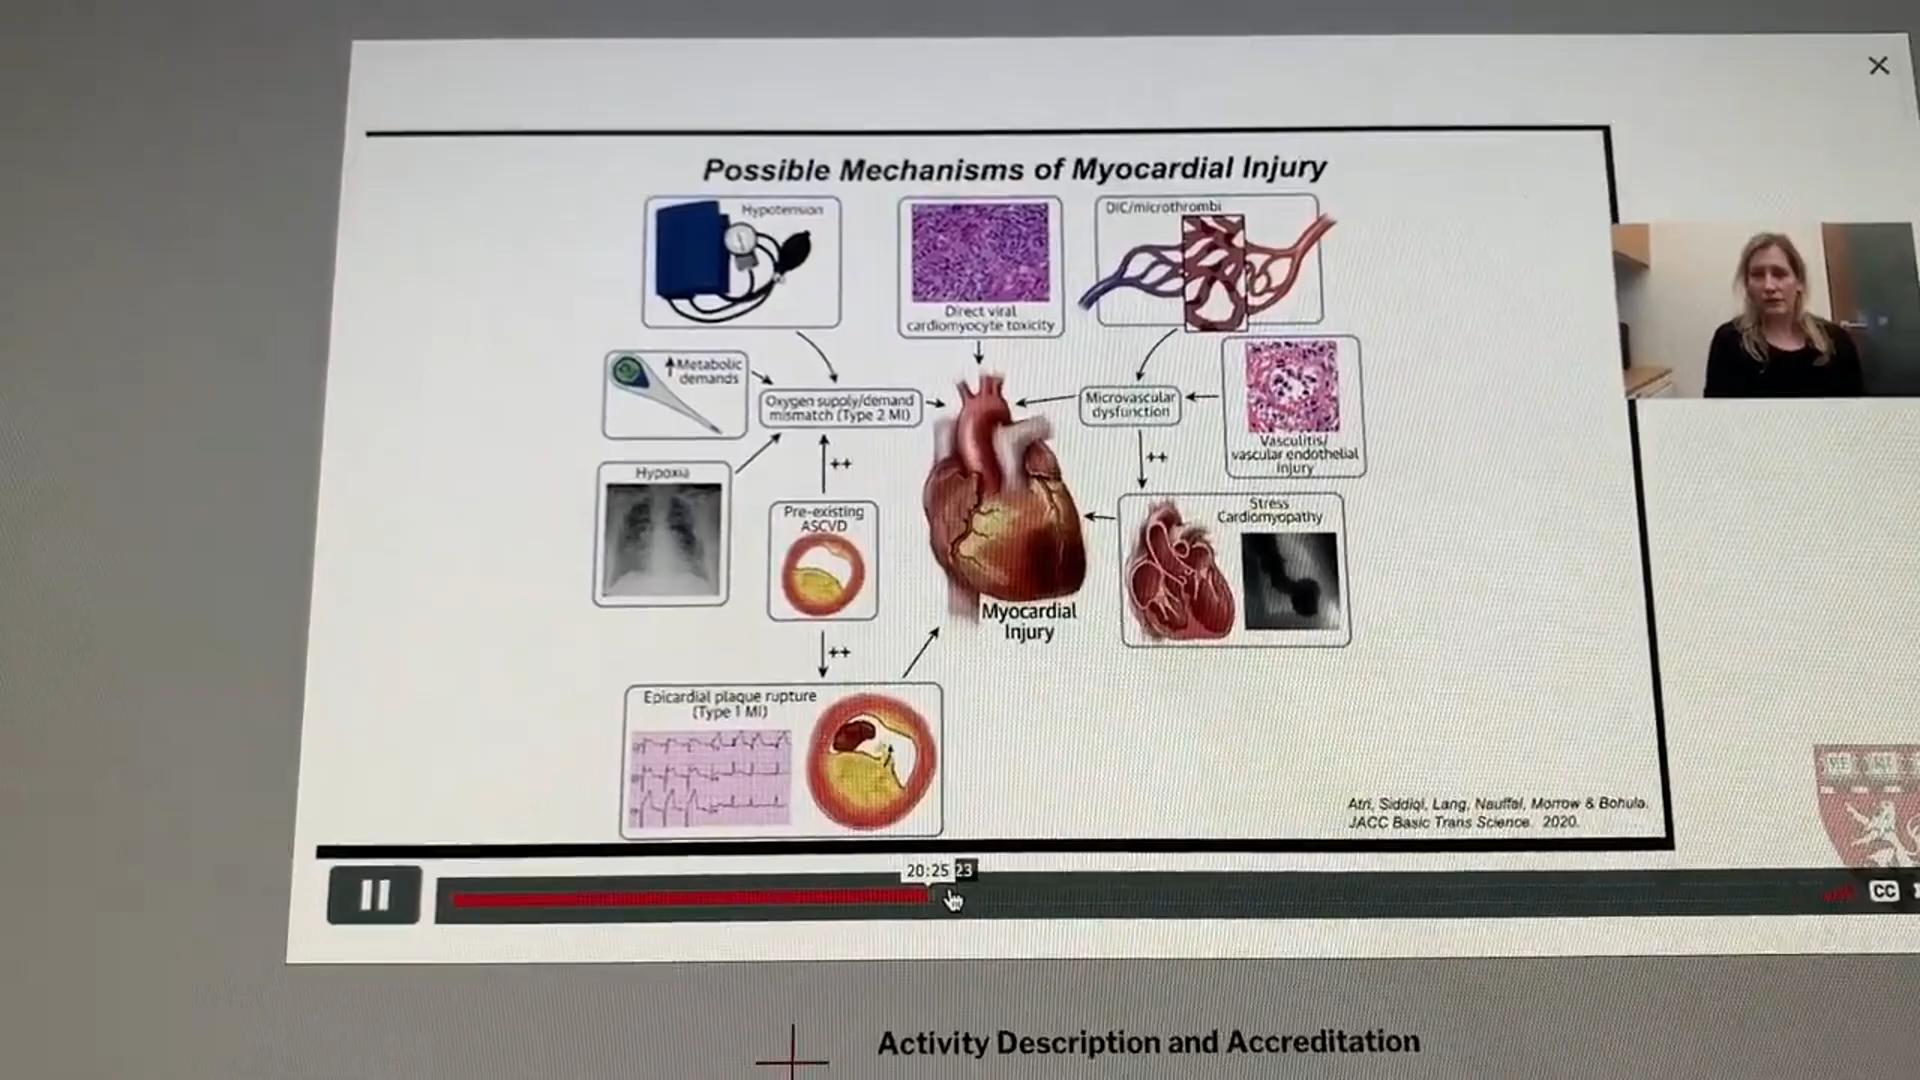 Possible Mechanisms of Myocardial Injury
Hypotension
Direct viral
cardiomyocyte toxicity
DIC/microthrombi
Metabolic
demands
Oxygen supply/demand
mismatch (Type 2 MI)
Microvascular
dysfunction
Vasculitis/
vascular endothelial
injury
Hypoxia
++
++
Pre-existing
ASCVD
Stress
Cardiomyopathy
Myocardial
Injury
++
Epicardial plaque rupture
(Type 1 MI)
Atri, Siddiqi, Lang, Nauffal, Morrow & Bohula.
JACC Basic Trans Science. 2020.
20:25
23
CC
Activity Description and Accreditation